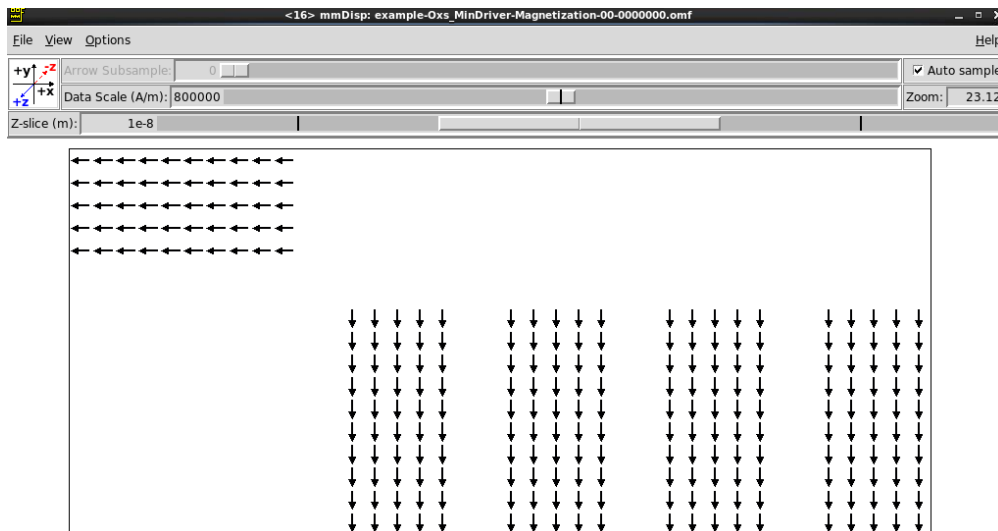 <16> mmDisp: example-Oxs_MinDriver-Magnetization-00-0000000.omf
File View Options Help
+y -z Arrow Subsample: 0 Auto sample
+z +x Data Scale (A/m): 800000 Zoom: 23.12
Z-slice (m): 1e-8